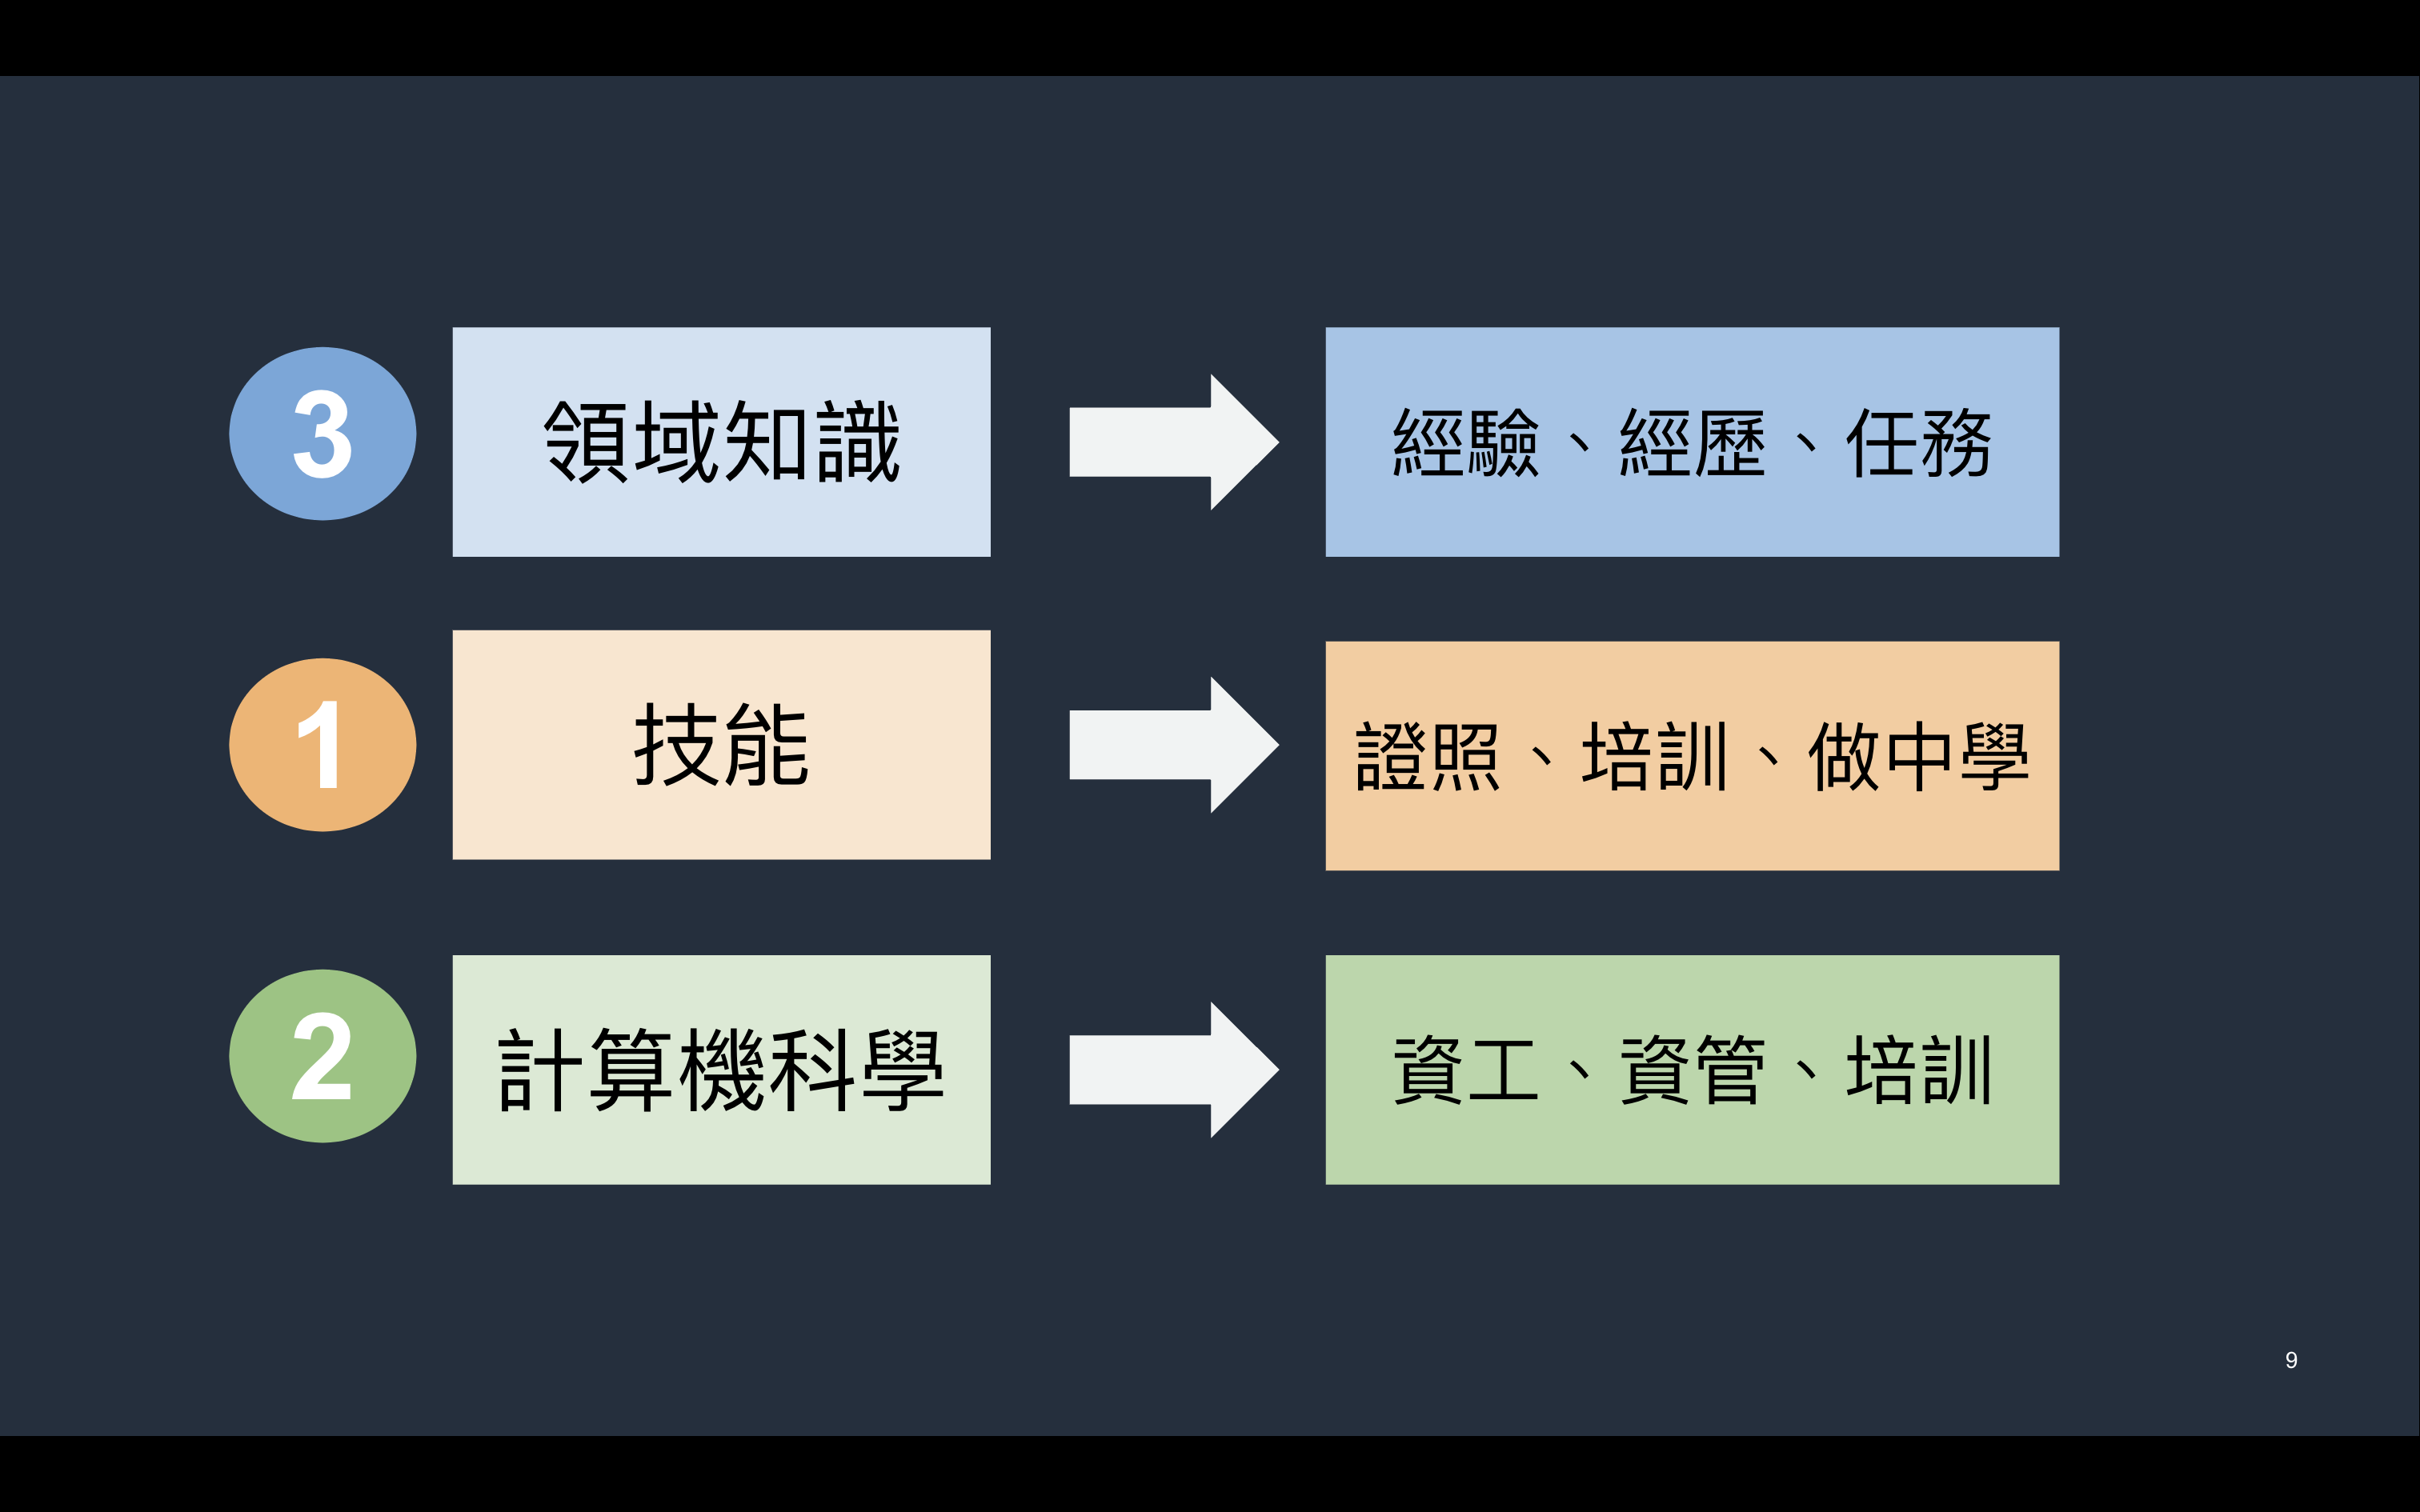 3
領域知識
經驗、經歷、任務
1
技能
證照、培訓、做中學
2
計算機科學
資工、資管、培訓
9